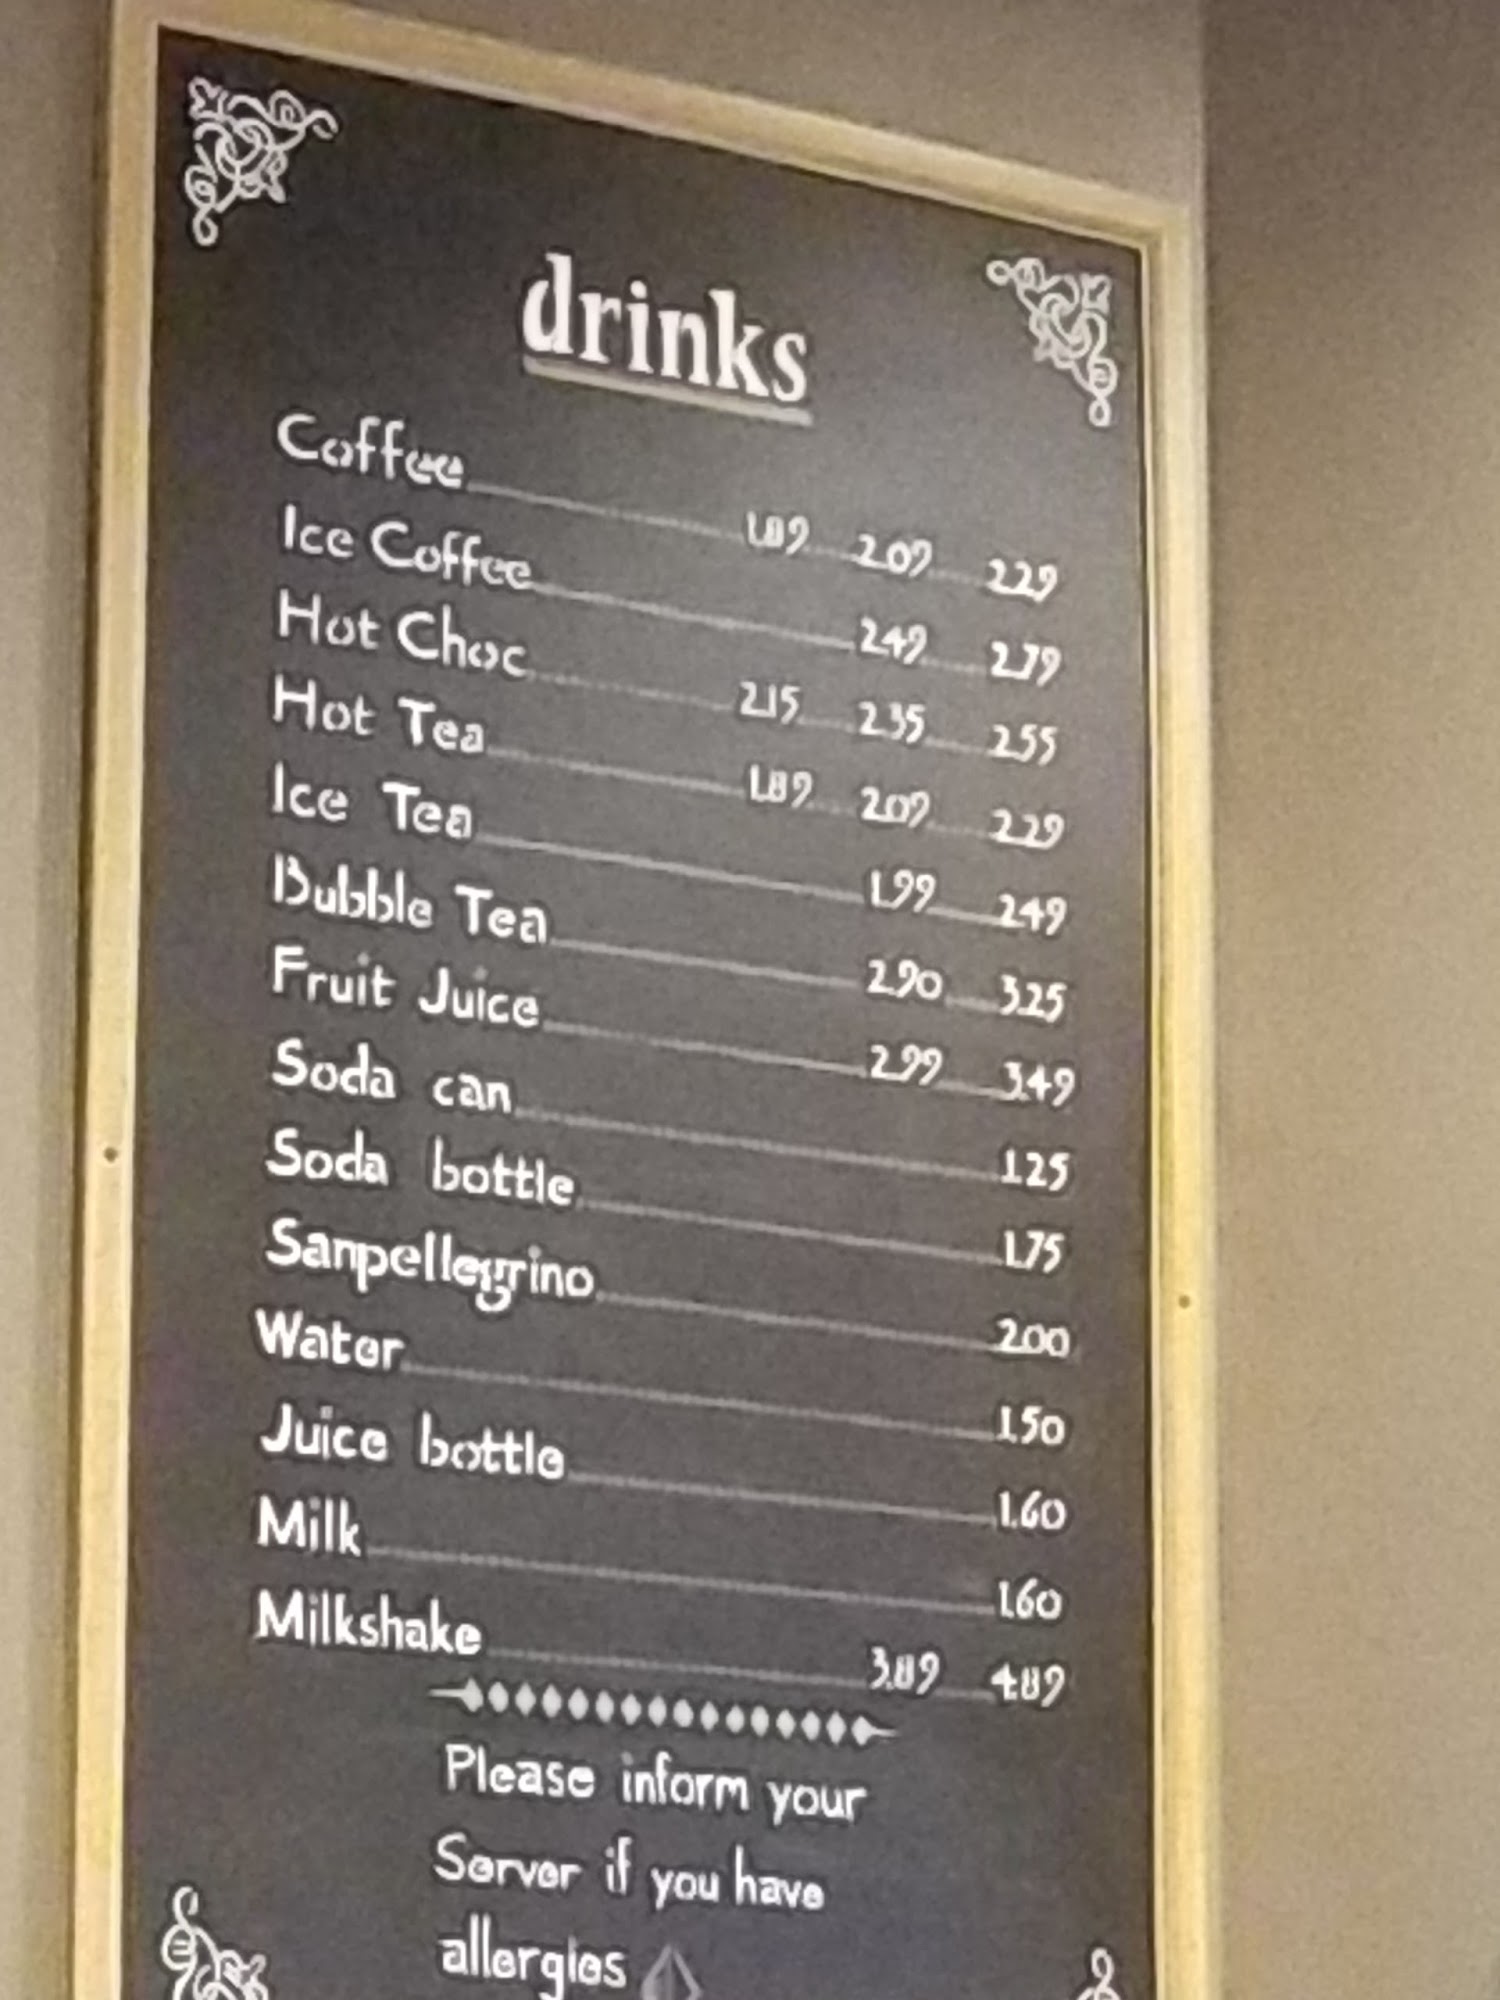 drinks
Coffee 1.89 2.09 2.29
Ice Coffee 2.49 2.79
Hot Choc 2.15 2.35 2.55
Hot Tea 1.89 2.09 2.29
Ice Tea 1.99 2.49
Bubble Tea 2.90 3.25
Fruit Juice 2.99 3.49
Soda can 1.25
Soda bottle 1.75
Sanpellegrino 2.00
Water 1.50
Juice bottle 1.60
Milk 1.60
Milkshake 3.89 4.89
Please inform your
Server if you have
allergies